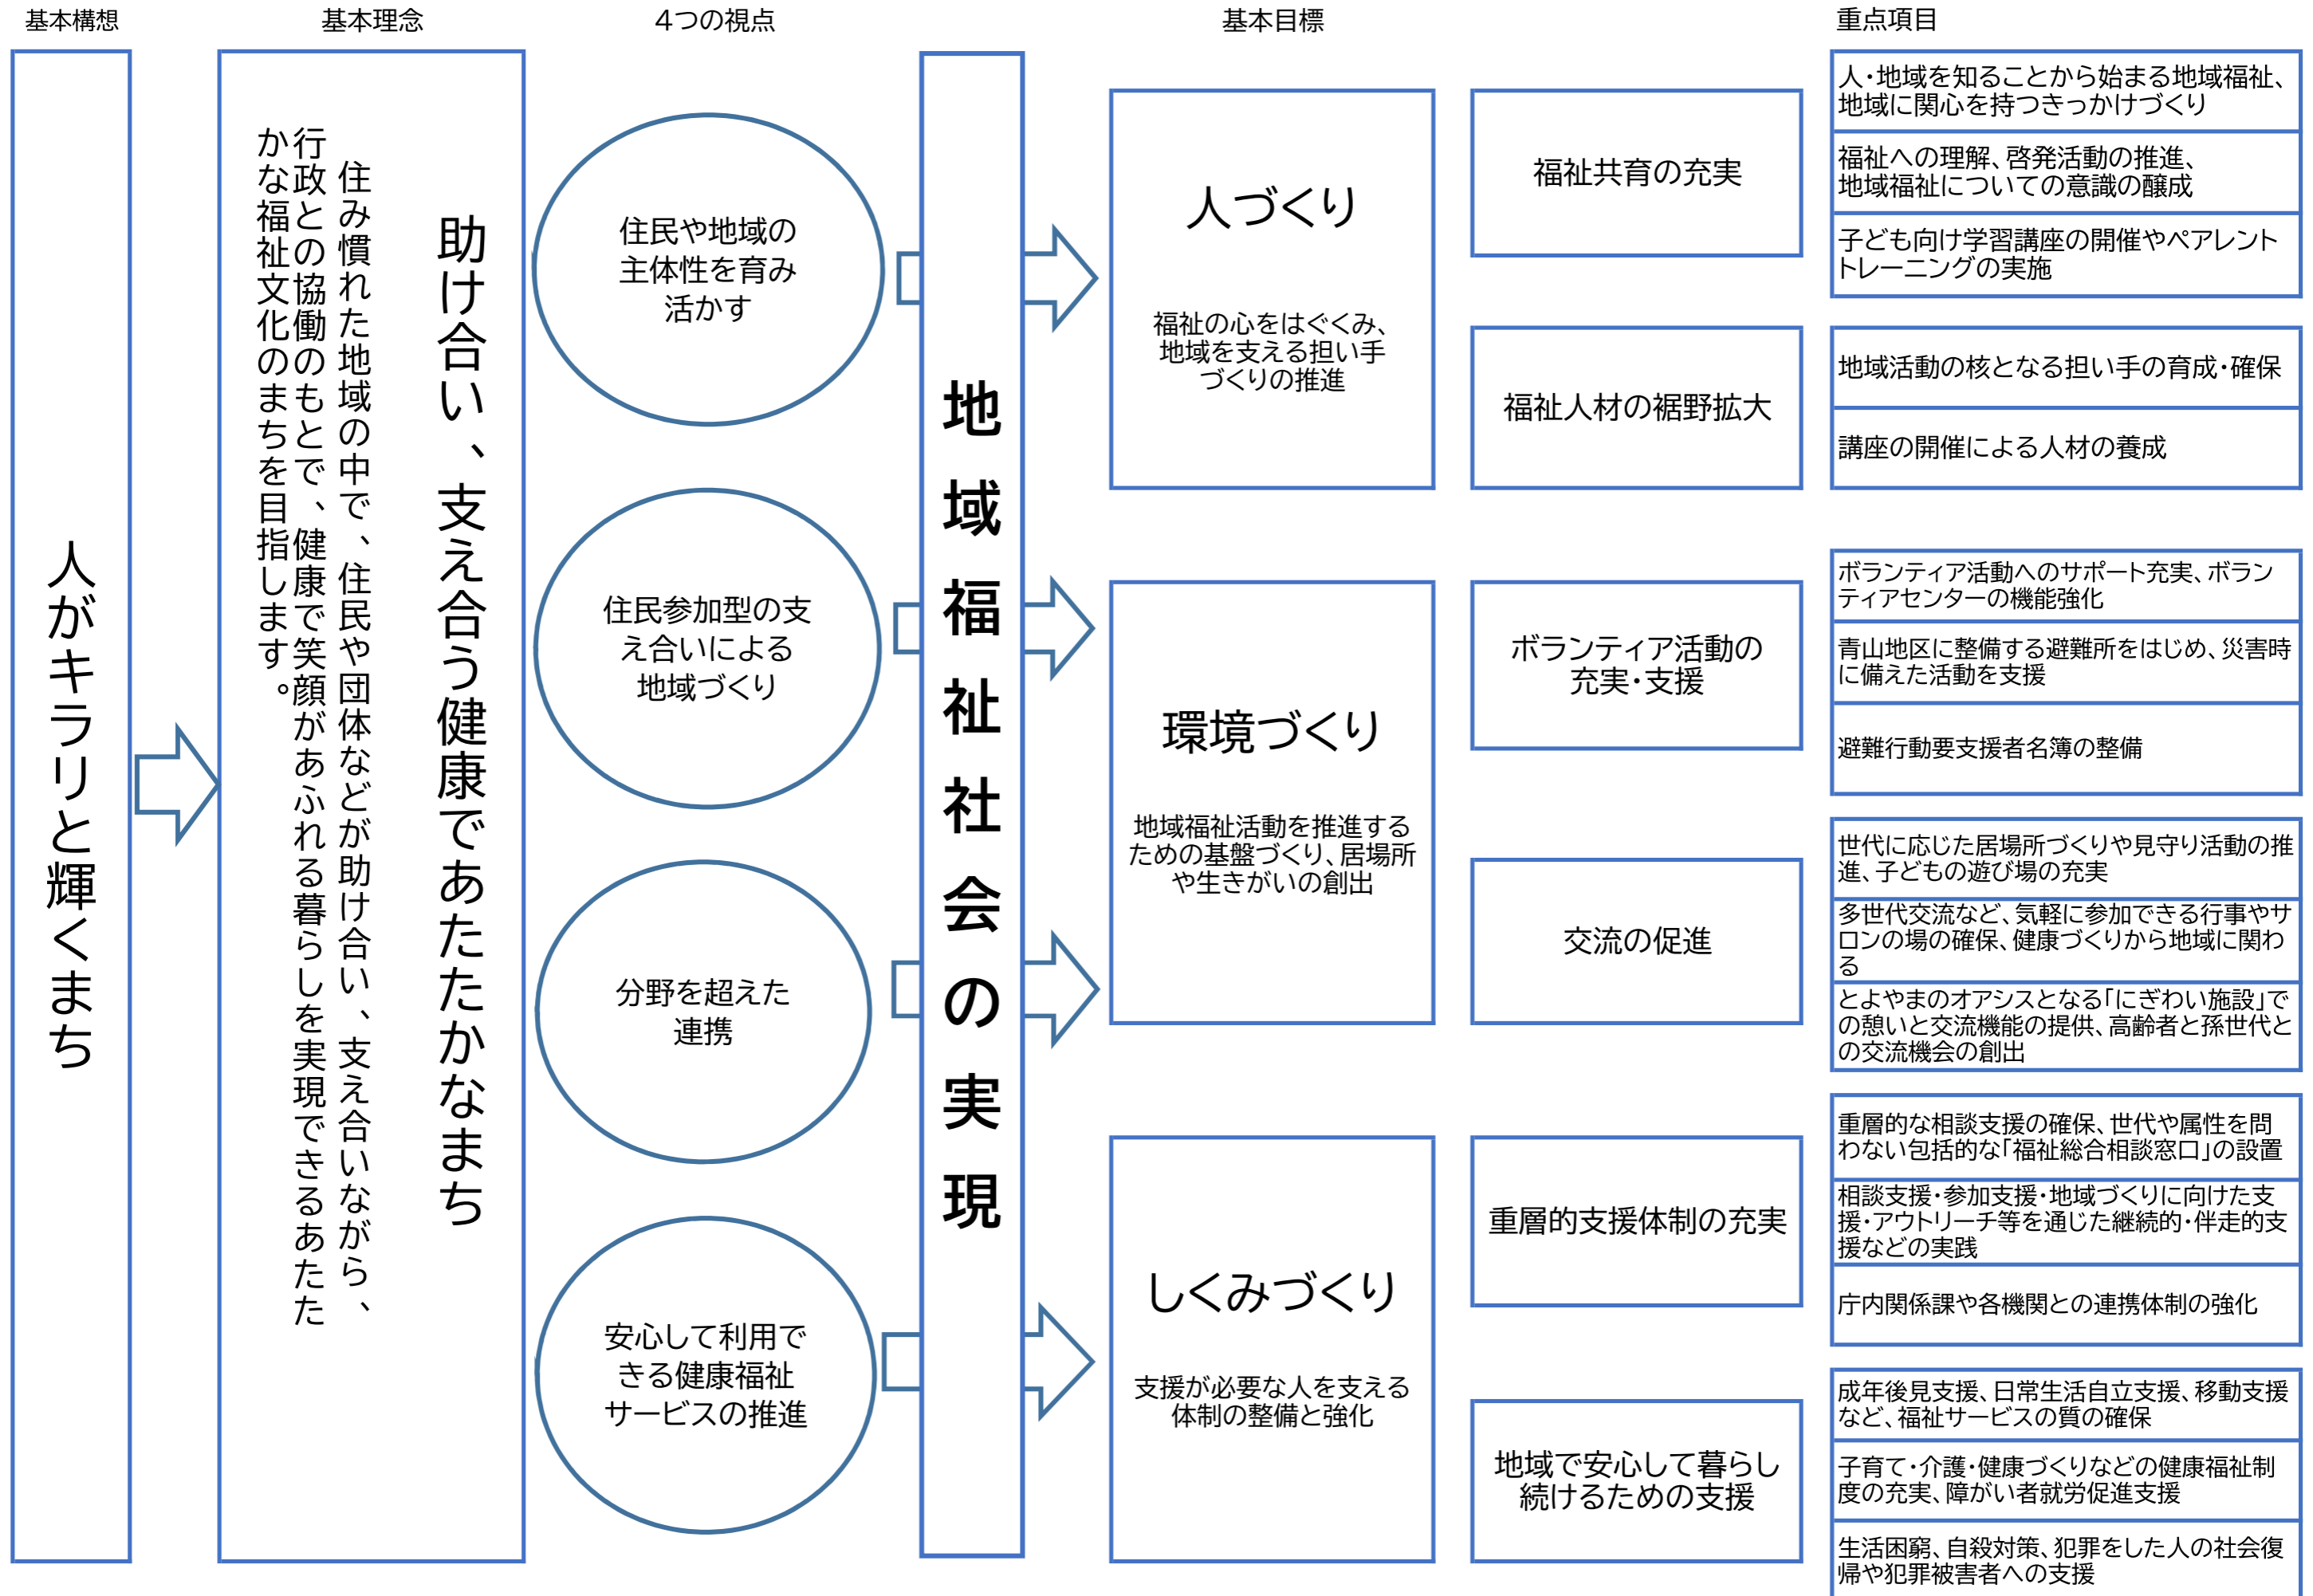 基本構想
基本理念
4つの視点
基本目標
重点項目
人がキラリと輝くまち
助け合い、支え合う健康であたたかなまち
住み慣れた地域の中で、住民や団体などが助け合い、支え合いながら、
行政との協働のもとで、健康で笑顔があふれる暮らしを実現できるあたた
かな福祉文化のまちを目指します。
住民や地域の
主体性を育み
活かす
住民参加型の支
え合いによる
地域づくり
分野を超えた
連携
安心して利用で
きる健康福祉
サービスの推進
地域福祉社会の実現
人づくり
福祉の心をはぐくみ、
地域を支える担い手
づくりの推進
福祉共育の充実
人・地域を知ることから始まる地域福祉、
地域に関心を持つきっかけづくり
福祉への理解、啓発活動の推進、
地域福祉についての意識の醸成
子ども向け学習講座の開催やペアレント
トレーニングの実施
福祉人材の裾野拡大
地域活動の核となる担い手の育成・確保
講座の開催による人材の養成
環境づくり
地域福祉活動を推進する
ための基盤づくり、居場所
や生きがいの創出
ボランティア活動の
充実・支援
ボランティア活動へのサポート充実、ボラン
ティアセンターの機能強化
青山地区に整備する避難所をはじめ、災害時
に備えた活動を支援
避難行動要支援者名簿の整備
交流の促進
世代に応じた居場所づくりや見守り活動の推
進、子どもの遊び場の充実
多世代交流など、気軽に参加できる行事やサ
ロンの場の確保、健康づくりから地域に関わ
る
とよやまのオアシスとなる「にぎわい施設」で
の憩いと交流機能の提供、高齢者と孫世代と
の交流機会の創出
しくみづくり
支援が必要な人を支える
体制の整備と強化
重層的支援体制の充実
重層的な相談支援の確保、世代や属性を問
わない包括的な「福祉総合相談窓口」の設置
相談支援・参加支援・地域づくりに向けた支
援・アウトリーチ等を通じた継続的・伴走的支
援などの実践
庁内関係課や各機関との連携体制の強化
地域で安心して暮らし
続けるための支援
成年後見支援、日常生活自立支援、移動支援
など、福祉サービスの質の確保
子育て・介護・健康づくりなどの健康福祉制
度の充実、障がい者就労促進支援
生活困窮、自殺対策、犯罪をした人の社会復
帰や犯罪被害者への支援